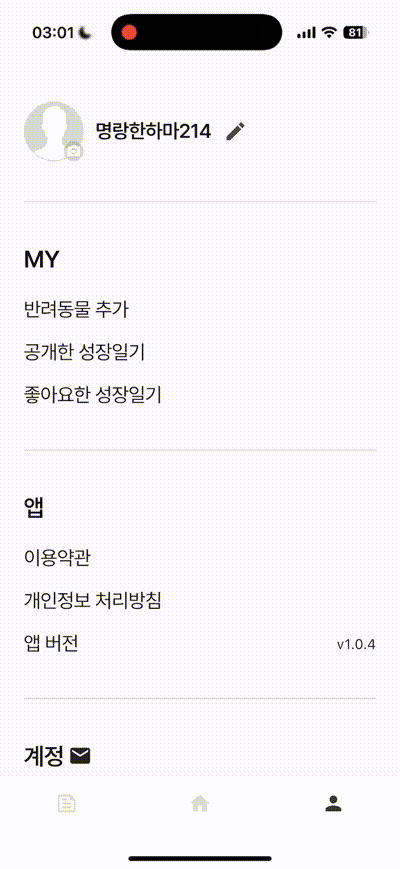 03:01
81
명랑한하마214
MY
반려동물 추가
공개한 성장일기
좋아요한 성장일기
앱
이용약관
개인정보 처리방침
앱 버전 v1.0.4
계정